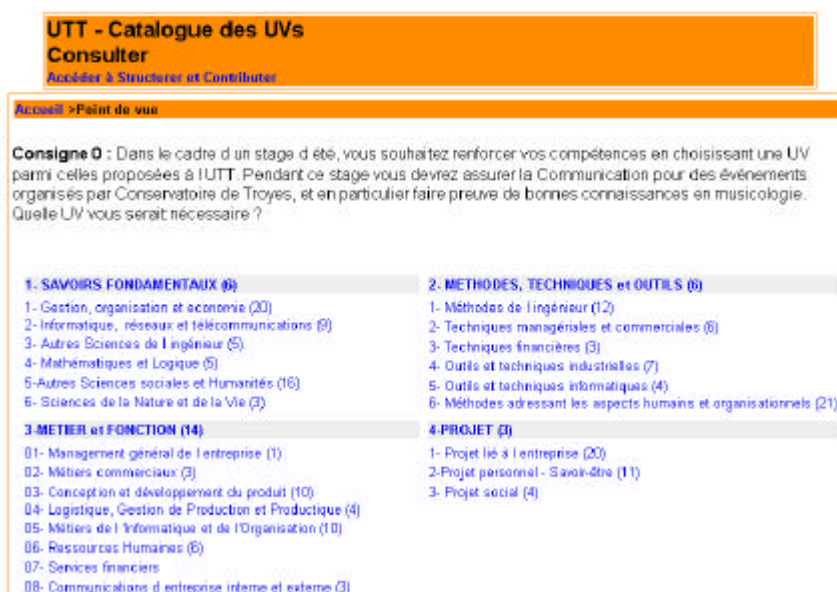 UTT - Catalogue des UVs
Consulter
Accéder à Structurer et Contributer
Accueil >Point de vue
Consigne 0 : Dans le cadre d un stage d été, vous souhaitez renforcer vos compétences en choisissant une UV
parmi celles proposées à lUTT. Pendant ce stage vous devrez assurer la Communication pour des événements
organisés par Conservatoire de Troyes, et en particulier faire preuve de bonnes connaissances en musicologie.
Quelle UV vous serait nécessaire ?
1- SAVOIRS FONDAMENTAUX (6)
1- Gestion, organisation et economie (20)
2- Informatique, réseaux et télécommunications (9)
3- Autres Sciences de l ingénieur (5)
4- Mathématiques et Logique (5)
5-Autres Sciences sociales et Humanités (16)
6- Sciences de la Nature et de la Vie (3)
2- METHODES, TECHNIQUES et OUTILS (6)
1- Méthodes de l ingénieur (12)
2- Techniques managériales et commerciales (6)
3- Techniques financières (3)
4- Outils et techniques industrielles (7)
5- Outils et techniques informatiques (4)
6- Méthodes adressant les aspects humains et organisationnels (21)
3-METIER et FONCTION (14)
01- Management général de l entreprise (1)
02- Métiers commerciaux (3)
03- Conception et développement du produit (10)
04- Logistique, Gestion de Production et Productique (4)
05- Métiers de l 'Informatique et de l'Organisation (10)
06- Ressources Humaines (6)
07- Services financiers
08- Communications d entreprise interne et externe (3)
4-PROJET (3)
1- Projet lié à l entreprise (20)
2-Projet personnel - Savoir-être (11)
3- Projet social (4)